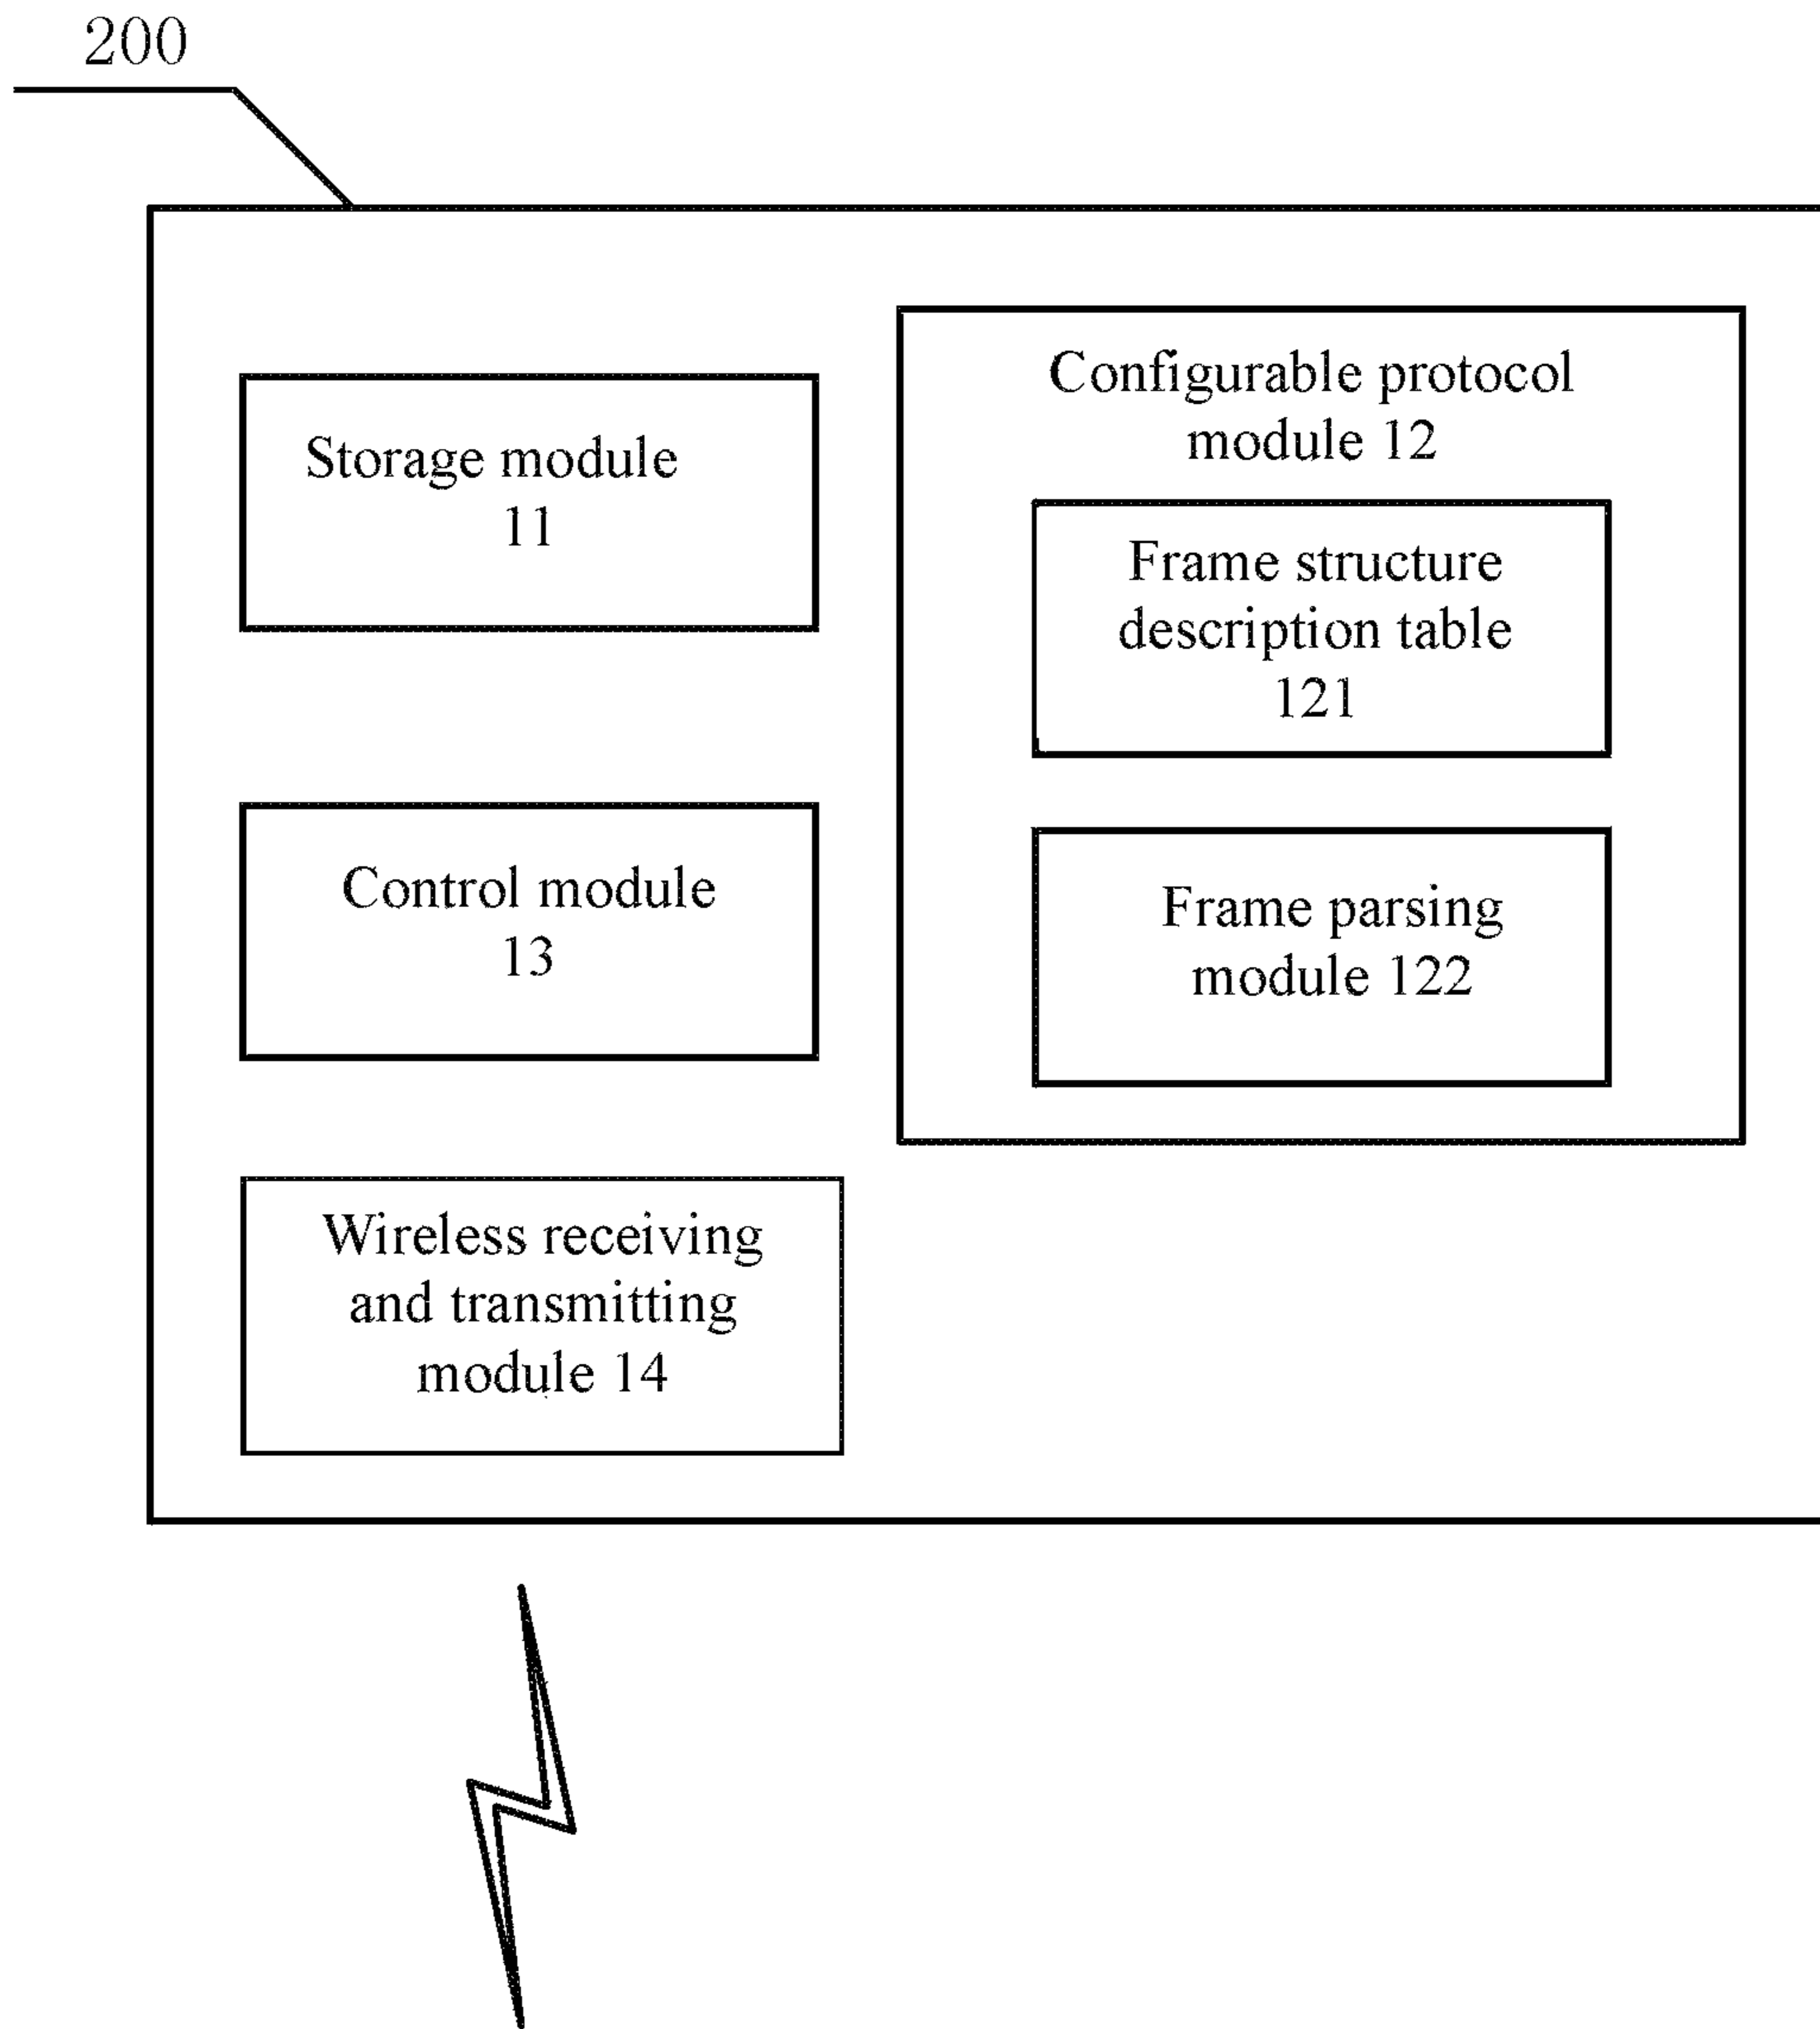 200
Storage module
11
Configurable protocol
module 12
Frame structure
description table
121
Control module
13
Frame parsing
module 122
Wireless receiving
and transmitting
module 14